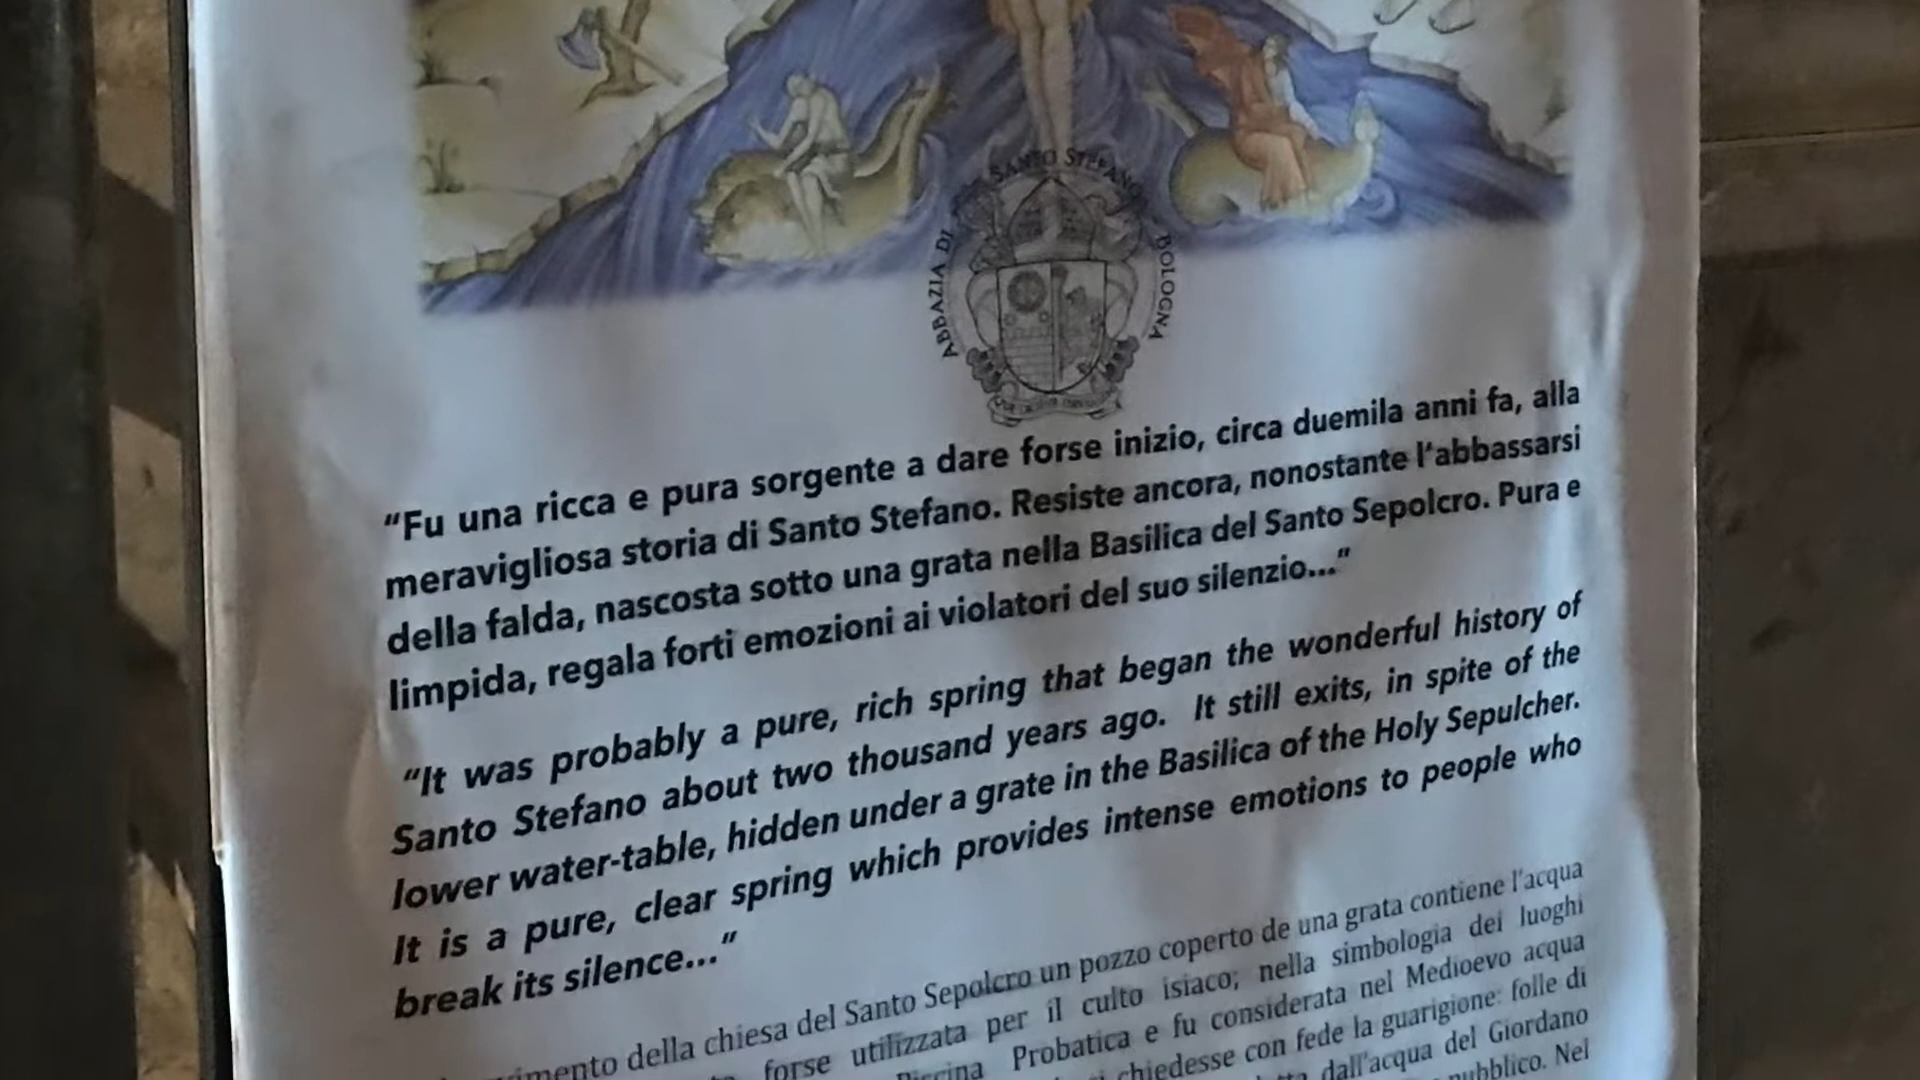 ABBAZIA DI SANTO STEFANO BOLOGNA
“Fu una ricca e pura sorgente a dare forse inizio, circa duemila anni fa, alla
meravigliosa storia di Santo Stefano. Resiste ancora, nonostante l’abbassarsi
della falda, nascosta sotto una grata nella Basilica del Santo Sepolcro. Pura e
limpida, regala forti emozioni ai violatori del suo silenzio...”
“It was probably a pure, rich spring that began the wonderful history of
Santo Stefano about two thousand years ago. It still exits, in spite of the
lower water-table, hidden under a grate in the Basilica of the Holy Sepulcher.
It is a pure, clear spring which provides intense emotions to people who
break its silence...”
della chiesa del Santo Sepolcro un pozzo coperto de una grata contiene l’acqua
forse utilizzata per il culto isiaco; nella simbologia dei luoghi
Probatica e fu considerata nel Medioevo acqua
chiedesse con fede la guarigione: folle di
dall’acqua del Giordano
pubblico. Nel